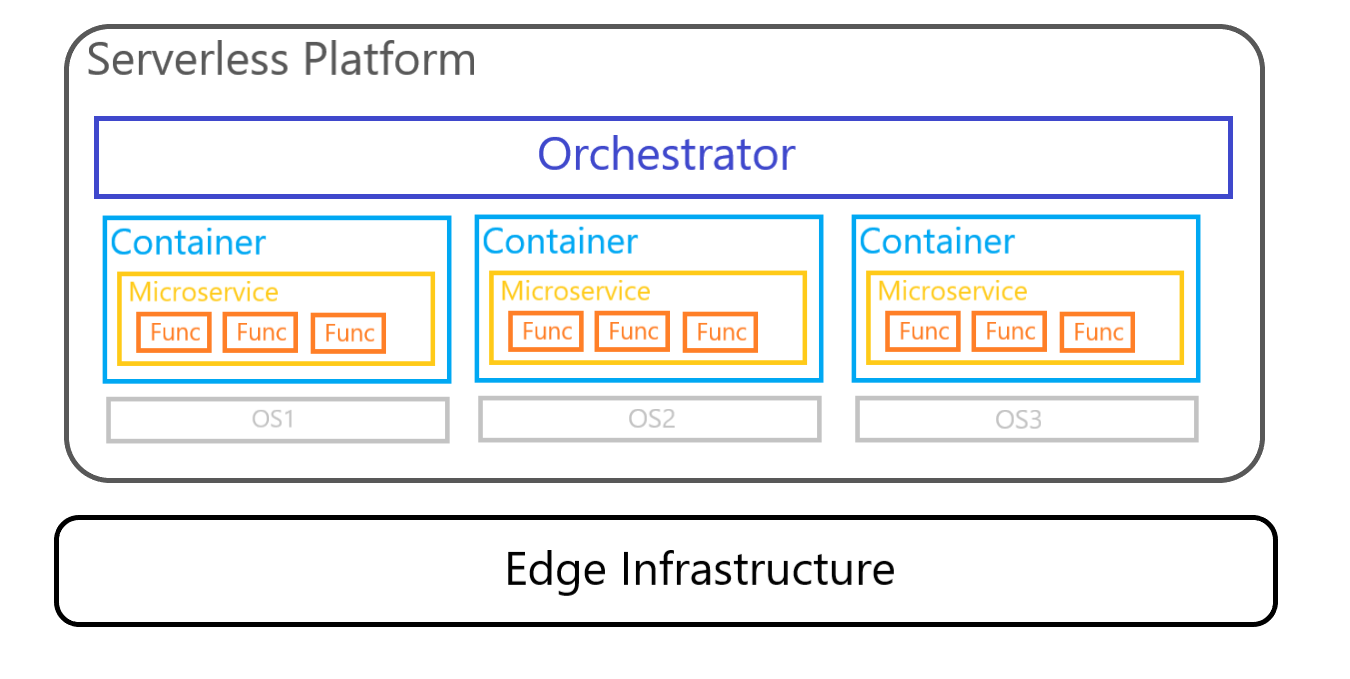 Serverless Platform
Orchestrator
Container
Microservice
Func Func Func
Container
Microservice
Func Func Func
Container
Microservice
Func Func Func
OS1
OS2
OS3
Edge Infrastructure